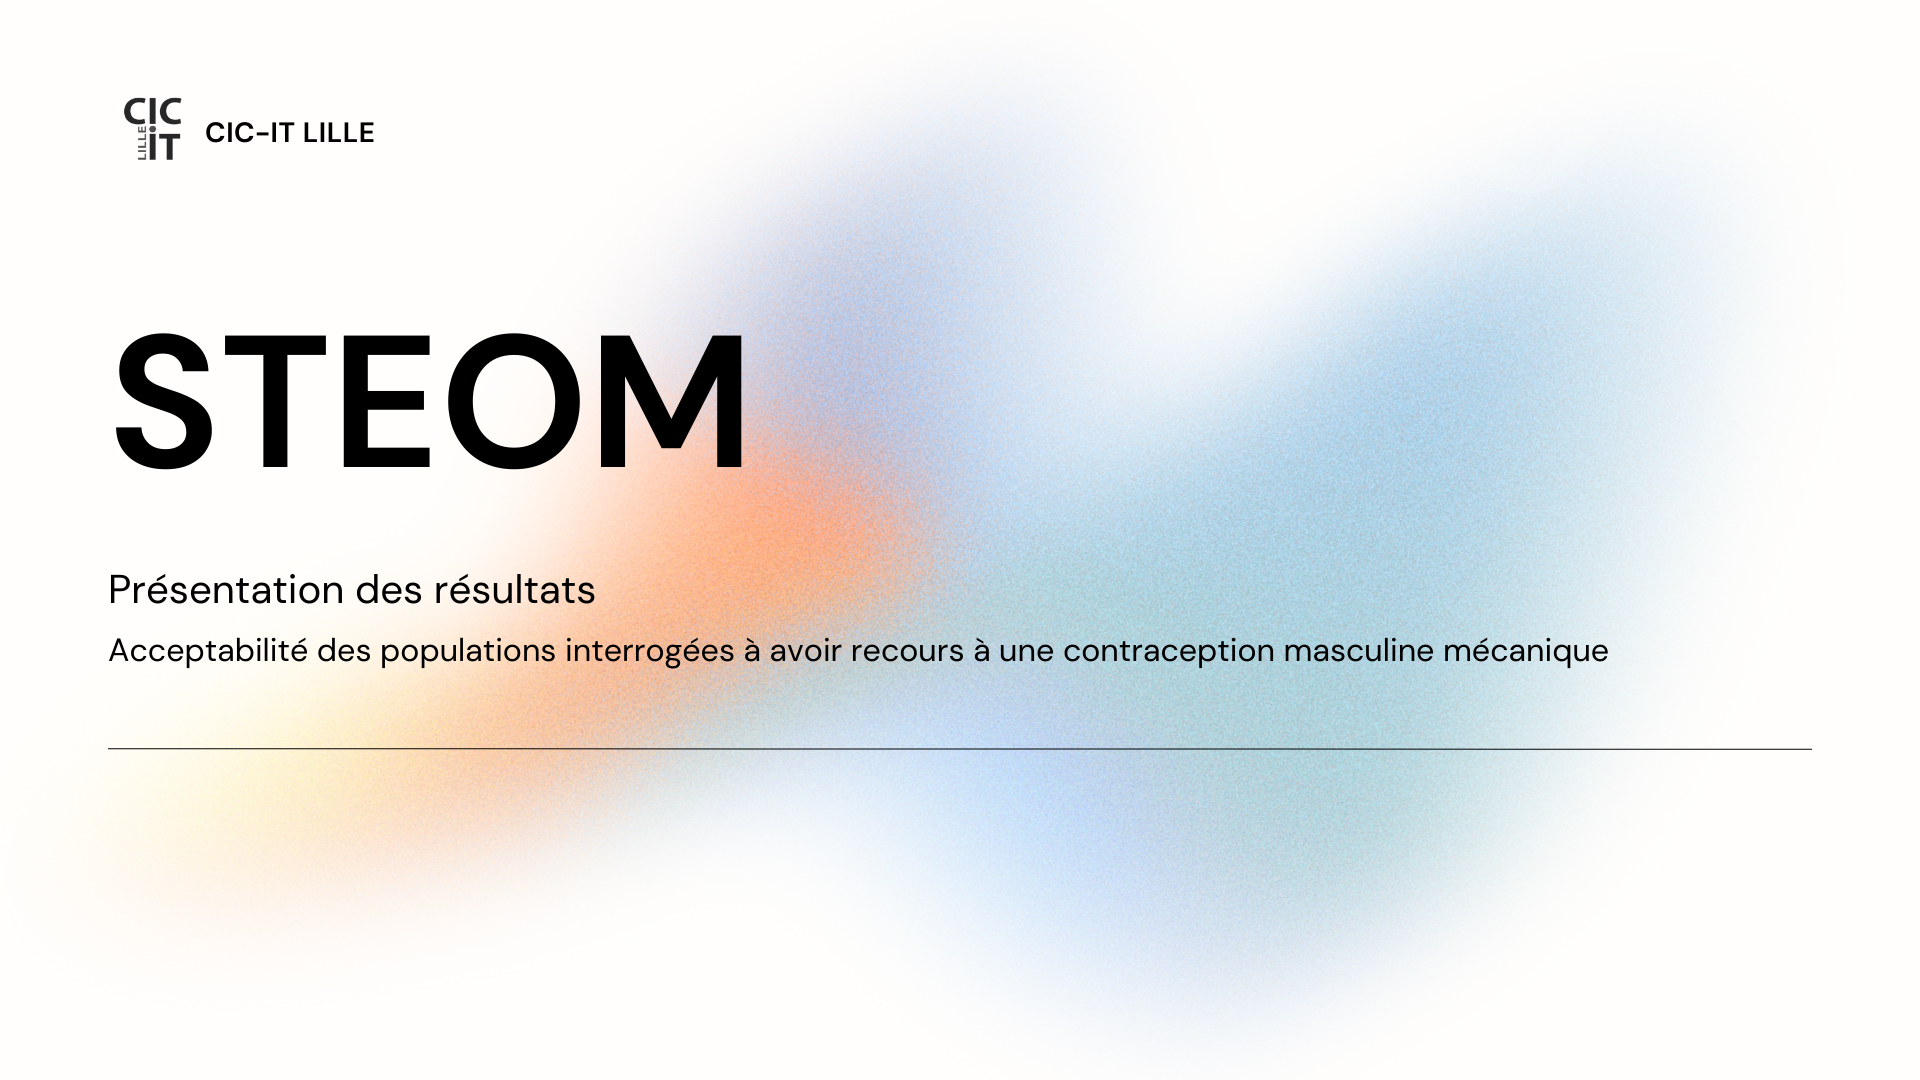 CIC
LILLE
iT
CIC-IT LILLE
STEOM
Présentation des résultats
Acceptabilité des populations interrogées à avoir recours à une contraception masculine mécanique